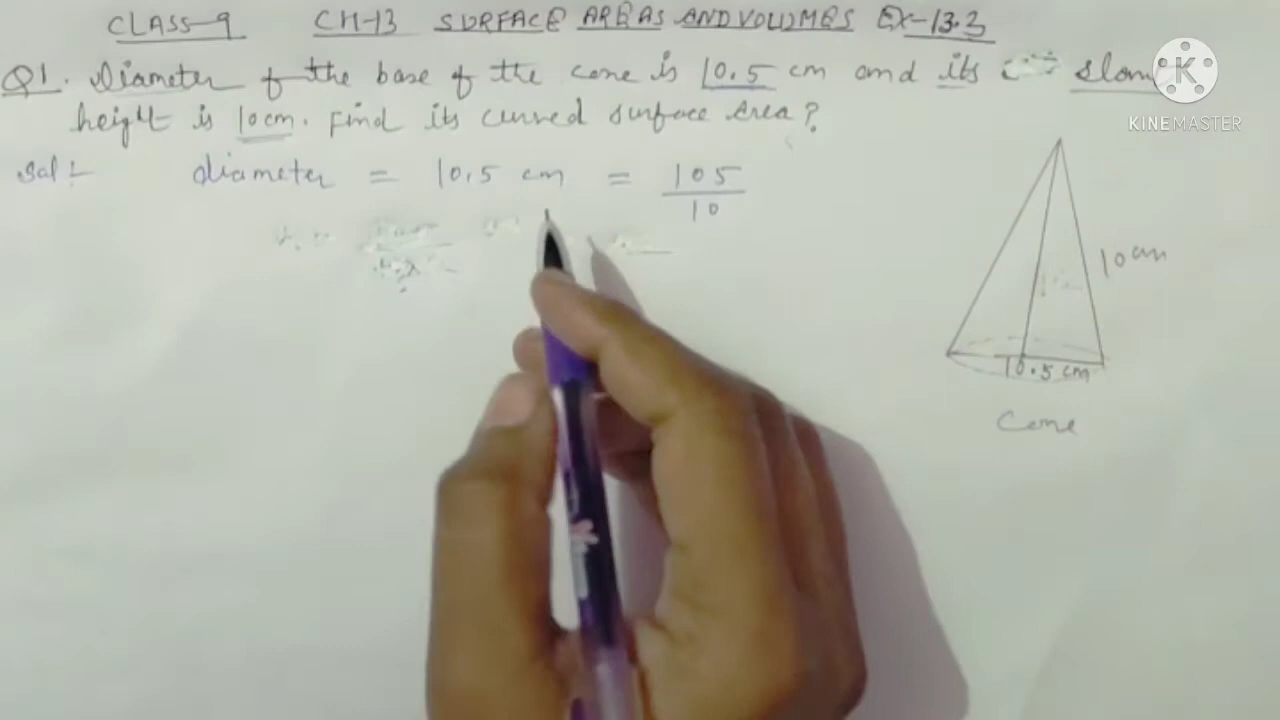 CLASS-9 CH-13 SURFACE AREAS AND VOLUMES EX-13.3
Q1. Diameter of the base of the cone is 10.5 cm and its slant
height is 10cm. Find its curved surface Area?
Sol:- diameter = 10.5 cm = 105/10
10 cm
10.5 cm
Cone
K
KINEMASTER